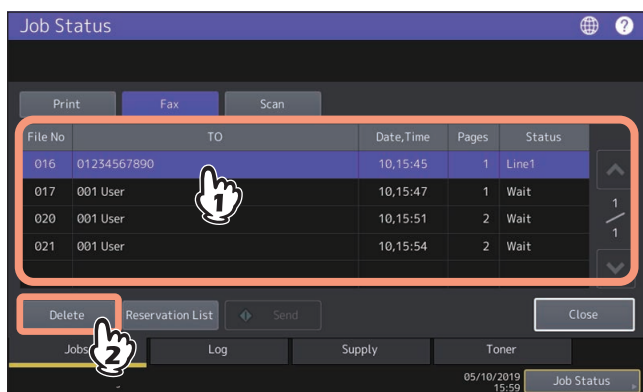 Job Status ?
Print Fax Scan
File No TO Date,Time Pages Status
016 01234567890 10,15:45 1 Line1
017 001 User 10,15:47 1 Wait
020 001 User 10,15:51 2 Wait
021 001 User 10,15:54 2 Wait
1
1
1
Delete Reservation List Send Close
2
Jobs Log Supply Toner
05/10/2019
15:59
Job Status